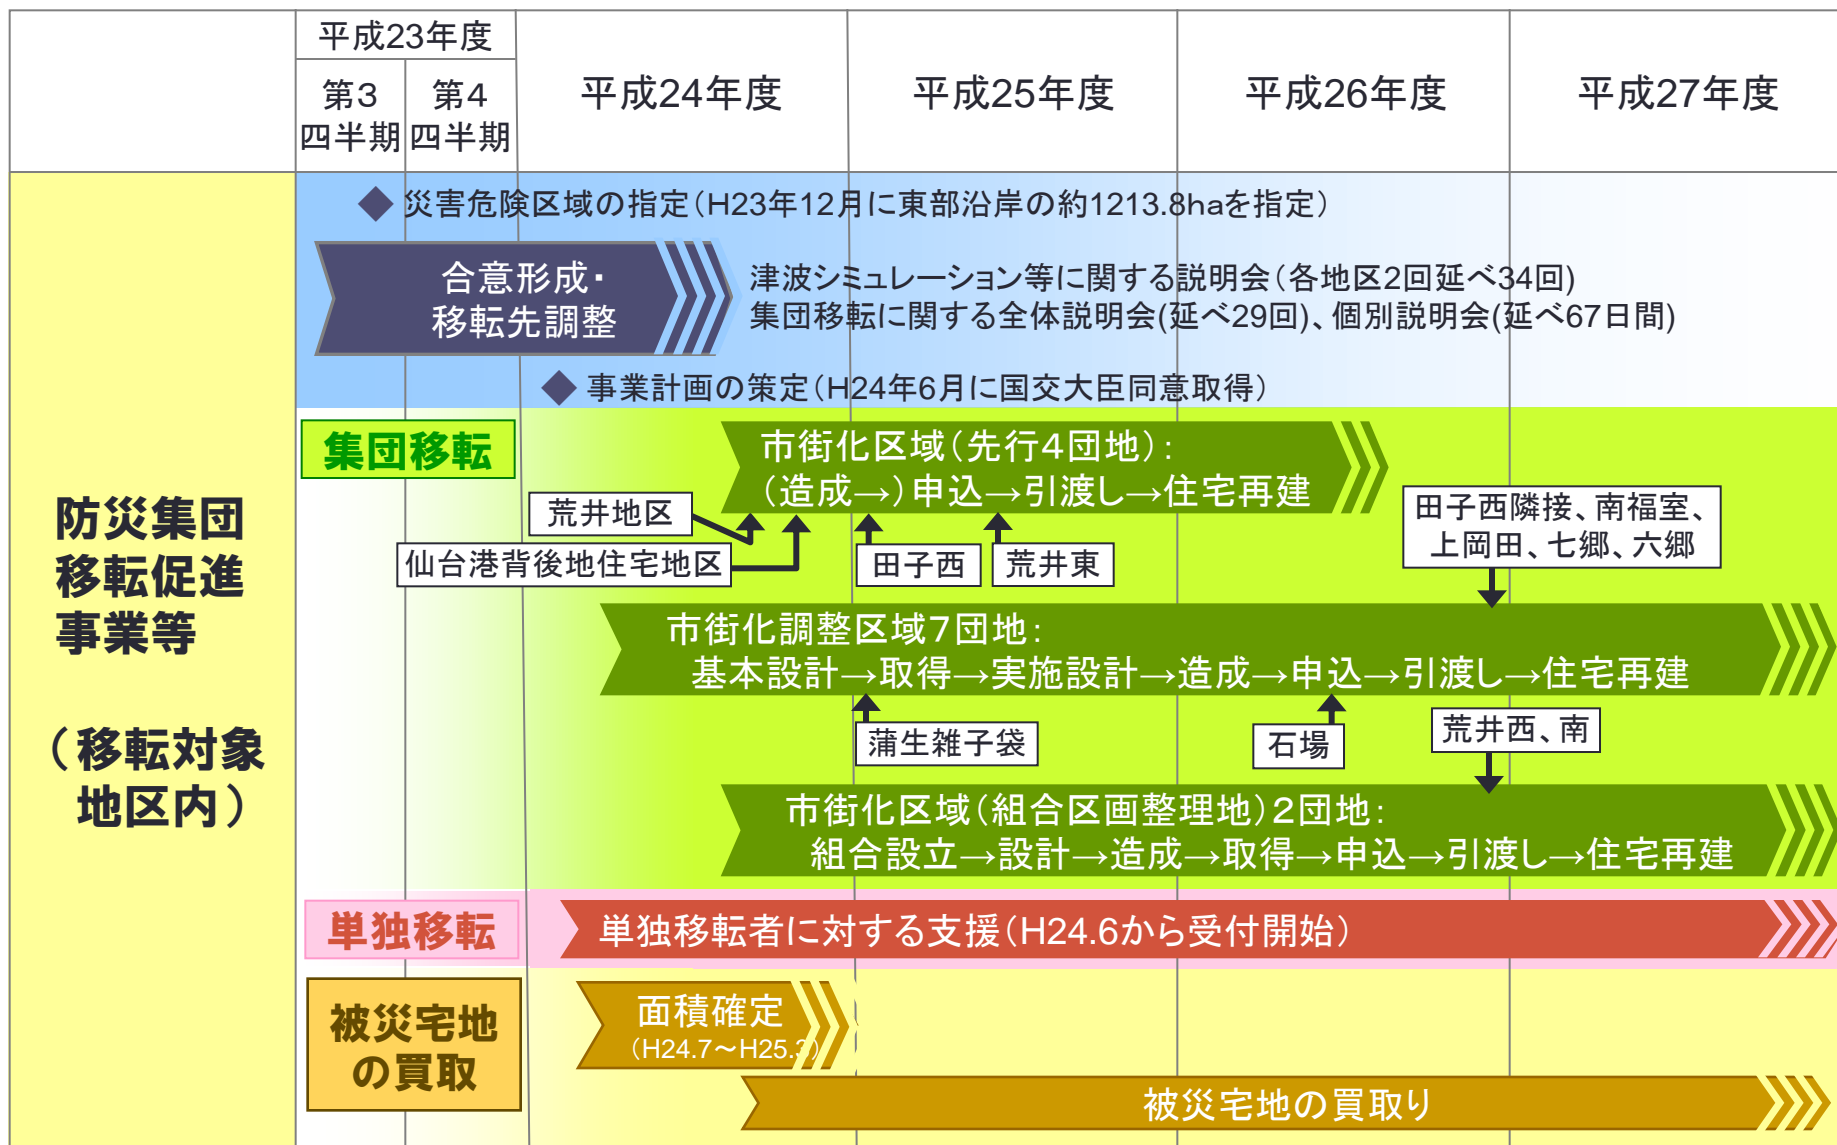 平成23年度
第3
四半期
第4
四半期
平成24年度
平成25年度
平成26年度
平成27年度
防災集団
移転促進
事業等
（移転対象
地区内）
災害危険区域の指定（H23年12月に東部沿岸の約1213.8haを指定）
合意形成・
移転先調整
津波シミュレーション等に関する説明会（各地区2回延べ34回）
集団移転に関する全体説明会(延べ29回)、個別説明会(延べ67日間)
事業計画の策定（H24年6月に国交大臣同意取得）
集団移転
市街化区域（先行４団地）：
（造成→）申込→引渡し→住宅再建
荒井地区
仙台港背後地住宅地区
田子西
荒井東
田子西隣接、南福室、
上岡田、七郷、六郷
市街化調整区域７団地：
基本設計→取得→実施設計→造成→申込→引渡し→住宅再建
蒲生雑子袋
石場
荒井西、南
市街化区域（組合区画整理地）２団地：
組合設立→設計→造成→取得→申込→引渡し→住宅再建
単独移転
単独移転者に対する支援（H24.6から受付開始）
被災宅地
の買取
面積確定
（H24.7～H25.3）
被災宅地の買取り